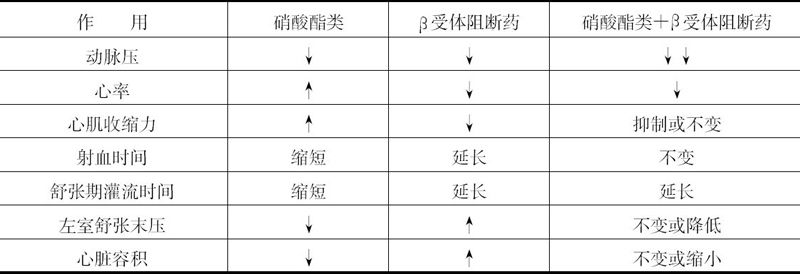 作 用 硝酸酯类 β受体阻断药 硝酸酯类+β受体阻断药
动脉压 ↓ ↓ ↓↓
心率 ↑ ↓ ↓
心肌收缩力 ↑ ↓ 抑制或不变
射血时间 缩短 延长 不变
舒张期灌流时间 缩短 延长 延长
左室舒张末压 ↓ ↑ 不变或降低
心脏容积 ↓ ↑ 不变或缩小